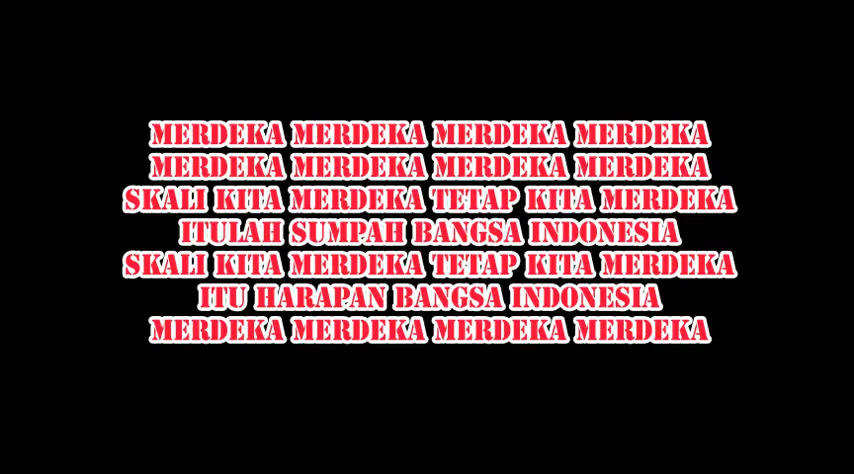 MERDEKA MERDEKA MERDEKA MERDEKA
MERDEKA MERDEKA MERDEKA MERDEKA
SKALI KITA MERDEKA TETAP KITA MERDEKA
ITULAH SUMPAH BANGSA INDONESIA
SKALI KITA MERDEKA TETAP KITA MERDEKA
ITU HARAPAN BANGSA INDONESIA
MERDEKA MERDEKA MERDEKA MERDEKA